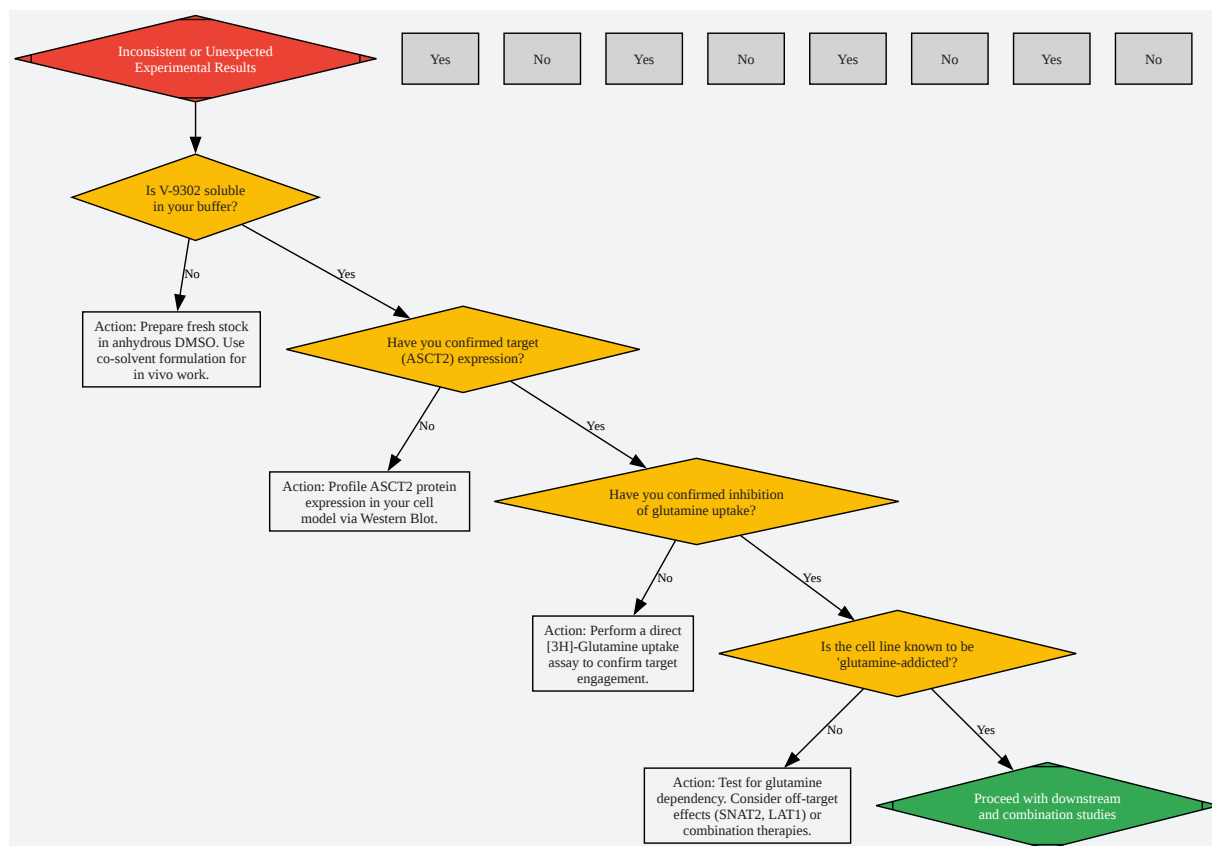 Inconsistent or Unexpected
Experimental Results
Yes
No
Yes
No
Yes
No
Yes
No
Is V-9302 soluble
in your buffer?
No
Yes
Action: Prepare fresh stock
in anhydrous DMSO. Use
co-solvent formulation for
in vivo work.
Have you confirmed target
(ASCT2) expression?
No
Yes
Action: Profile ASCT2 protein
expression in your cell
model via Western Blot.
Have you confirmed inhibition
of glutamine uptake?
No
Yes
Action: Perform a direct
[3H]-Glutamine uptake
assay to confirm target
engagement.
Is the cell line known to be
'glutamine-addicted'?
No
Yes
Action: Test for glutamine
dependency. Consider off-target
effects (SNAT2, LAT1) or
combination therapies.
Proceed with downstream
and combination studies